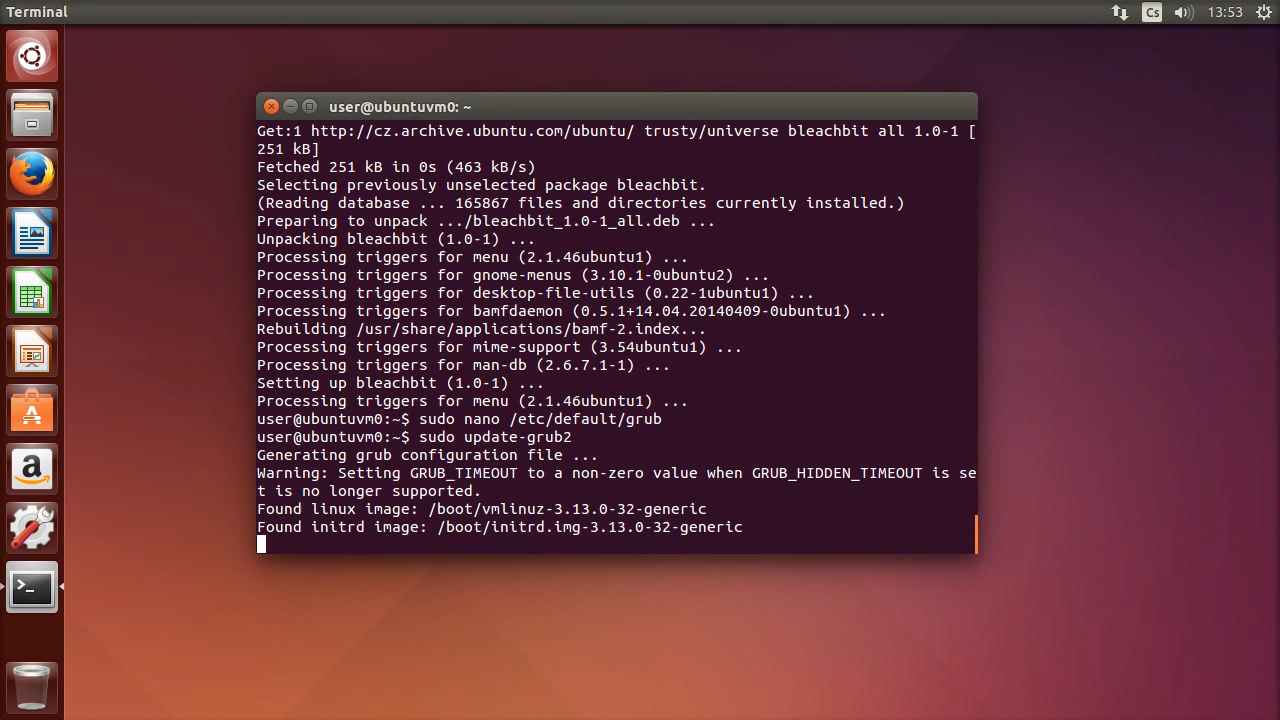 Terminal
Cs
13:53
user@ubuntuvm0: ~
Get:1 http://cz.archive.ubuntu.com/ubuntu/ trusty/universe bleachbit all 1.0-1 [
251 kB]
Fetched 251 kB in 0s (463 kB/s)
Selecting previously unselected package bleachbit.
(Reading database ... 165867 files and directories currently installed.)
Preparing to unpack .../bleachbit_1.0-1_all.deb ...
Unpacking bleachbit (1.0-1) ...
Processing triggers for menu (2.1.46ubuntu1) ...
Processing triggers for gnome-menus (3.10.1-0ubuntu2) ...
Processing triggers for desktop-file-utils (0.22-1ubuntu1) ...
Processing triggers for bamfdaemon (0.5.1+14.04.20140409-0ubuntu1) ...
Rebuilding /usr/share/applications/bamf-2.index...
Processing triggers for mime-support (3.54ubuntu1) ...
Processing triggers for man-db (2.6.7.1-1) ...
Setting up bleachbit (1.0-1) ...
Processing triggers for menu (2.1.46ubuntu1) ...
user@ubuntuvm0:~$ sudo nano /etc/default/grub
user@ubuntuvm0:~$ sudo update-grub2
Generating grub configuration file ...
Warning: Setting GRUB_TIMEOUT to a non-zero value when GRUB_HIDDEN_TIMEOUT is se
t is no longer supported.
Found linux image: /boot/vmlinuz-3.13.0-32-generic
Found initrd image: /boot/initrd.img-3.13.0-32-generic